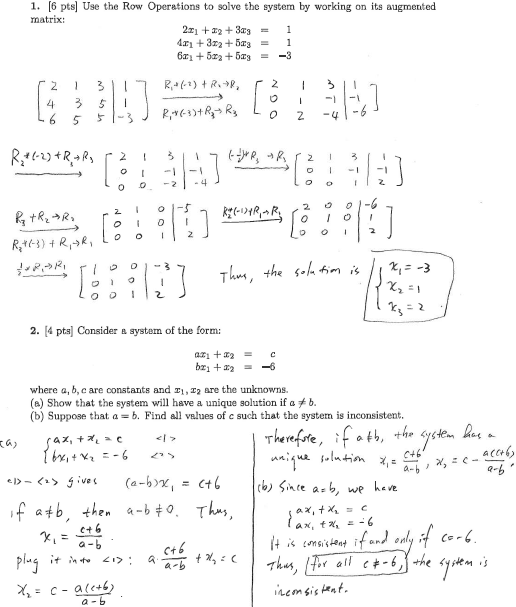 1. [6 pts] Use the Row Operations to solve the system by working on its augmented
matrix:
2x₁ + x₂ + 3x₃ = 1
4x₁ + 3x₂ + 5x₃ = 1
6x₁ + 5x₂ + 5x₃ = −3
[2 1 3 | 1] R₁*(-2) + R₂→R₂ [2 1 3 | 1]
[4 3 5 | 1] [0 1 -1 | -1]
[6 5 5 | -3] R₁*(-3)+R₃→R₃ [0 2 -4 | -6]
R₂*(-2)+R₃→R₃ [2 1 3 | 1] (-½)*R₃→R₃ [2 1 3 | 1]
[0 1 -1 | -1] [0 1 -1 | -1]
[0 0 -2 | -4] [0 0 1 | 2]
R₃+R₂→R₂ [2 1 0 | -5] R₂*(-1)+R₁→R₁ [2 0 0 | -6]
[0 1 0 | 1] [0 1 0 | 1]
R₃*(-3)+R₁→R₁ [0 0 1 | 2] [0 0 1 | 2]
½*R₁→R₁ [1 0 0 | -3]
[0 1 0 | 1]
[0 0 1 | 2]
Thus, the solution is { x₁ = -3
x₂ = 1
x₃ = 2
2. [4 pts] Consider a system of the form:
ax₁ + x₂ = c
bx₁ + x₂ = −6
where a, b, c are constants and x₁, x₂ are the unknowns.
(a) Show that the system will have a unique solution if a ≠ b.
(b) Suppose that a = b. Find all values of c such that the system is inconsistent.
(a) { ax₁ + x₂ = c <1>
bx₁ + x₂ = -6 <2>
<1> - <2> gives (a-b)x₁ = c+6
if a≠b, then a-b≠0. Thus,
x₁ = (c+6)/(a-b)
plug it into <1>: a·(c+6)/(a-b) + x₂ = c
x₂ = c - a(c+6)/(a-b).
Therefore, if a≠b, the system has a
unique solution x₁ = (c+6)/(a-b), x₂ = c - a(c+6)/(a-b).
(b) Since a=b, we have
{ ax₁ + x₂ = c
ax₁ + x₂ = -6
It is consistent if and only if c=-6.
Thus, for all c≠-6, the system is
inconsistent.